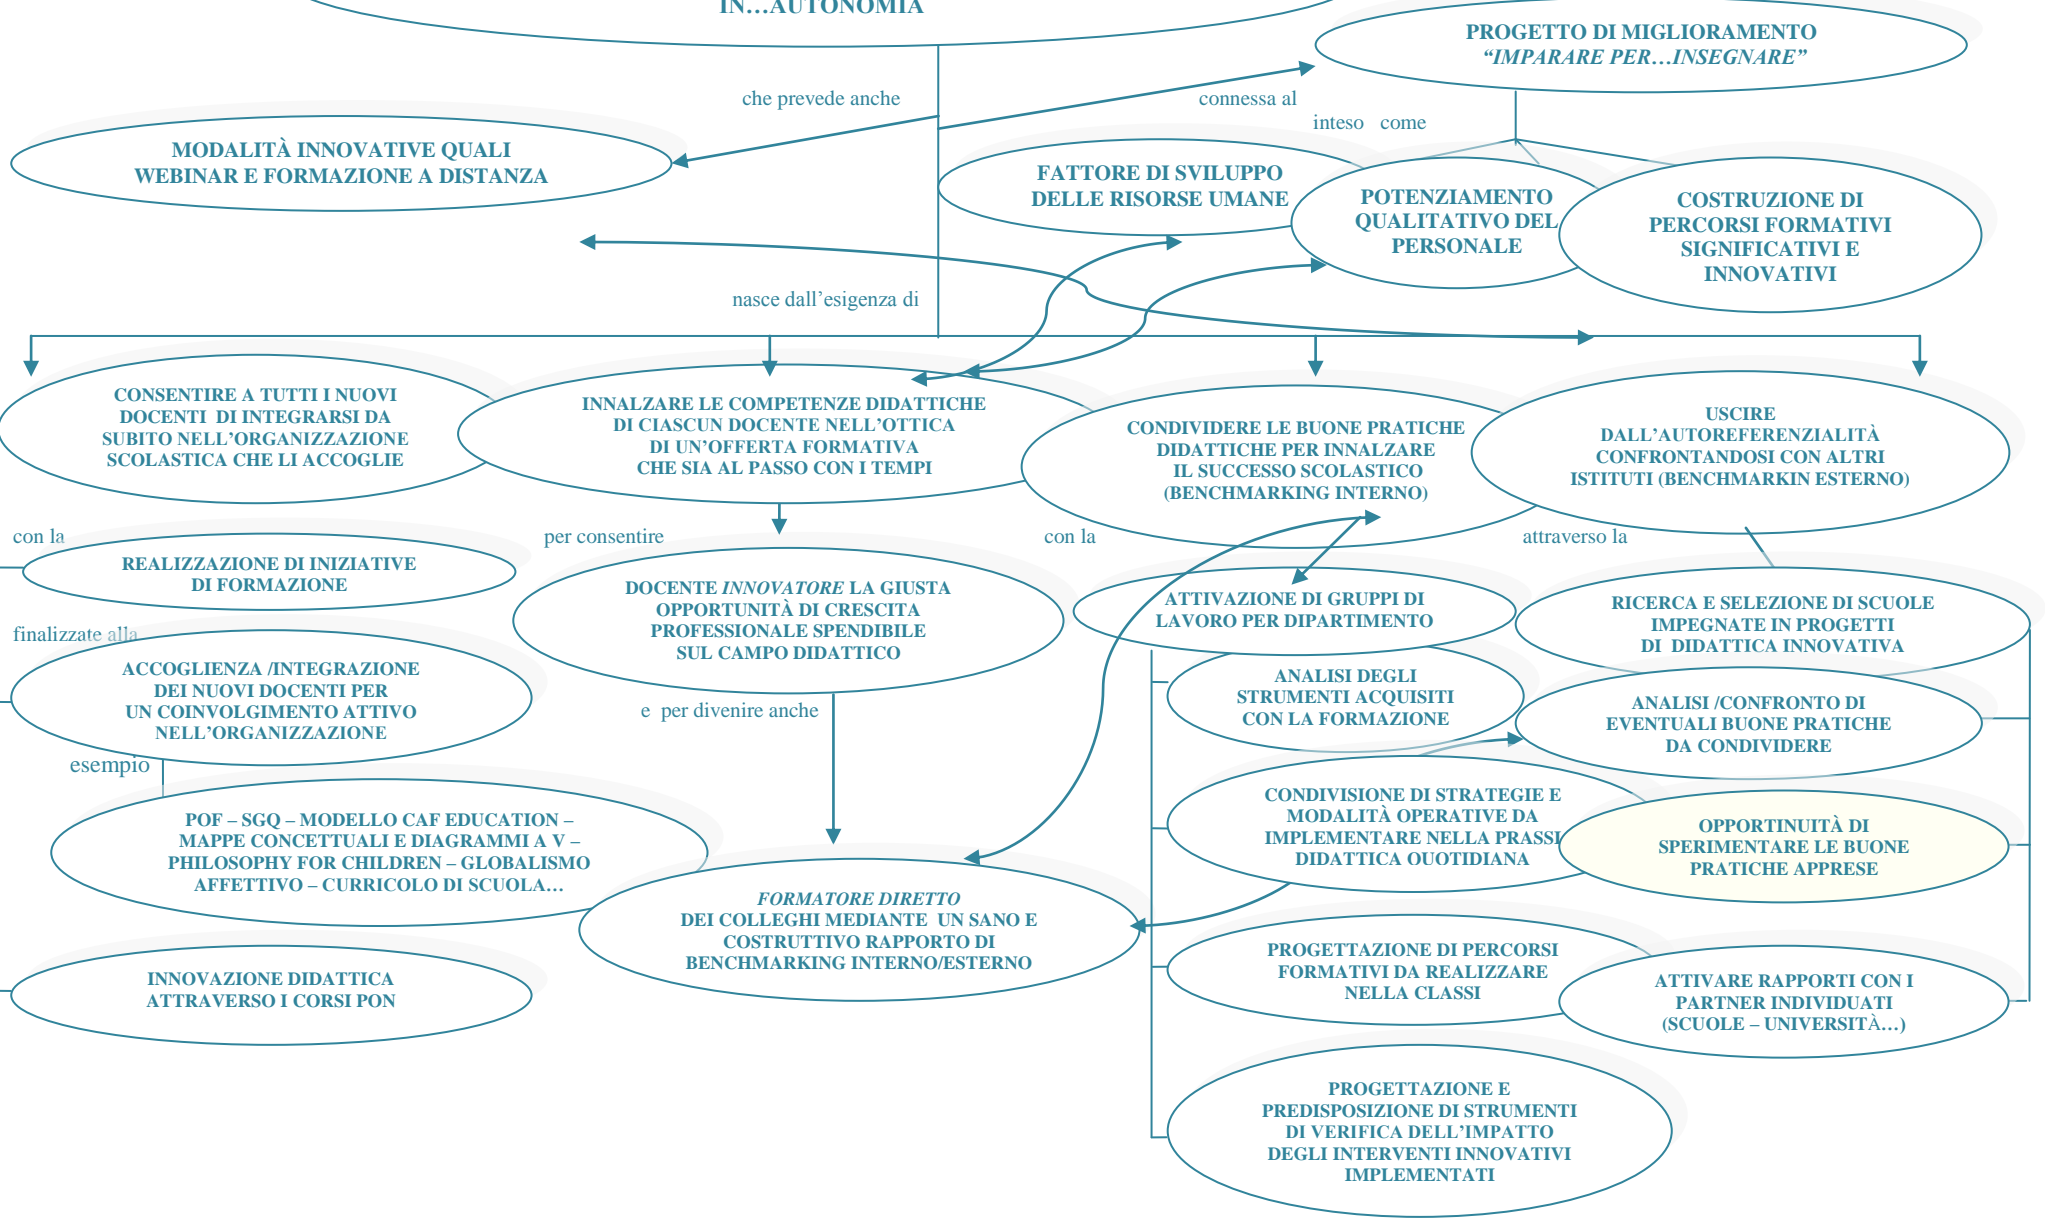 IN…AUTONOMIA
PROGETTO DI MIGLIORAMENTO
“IMPARARE PER…INSEGNARE”
che prevede anche
connessa al
inteso come
MODALITÀ INNOVATIVE QUALI
WEBINAR E FORMAZIONE A DISTANZA
FATTORE DI SVILUPPO
DELLE RISORSE UMANE
POTENZIAMENTO
QUALITATIVO DEL
PERSONALE
COSTRUZIONE DI
PERCORSI FORMATIVI
SIGNIFICATIVI E
INNOVATIVI
nasce dall’esigenza di
CONSENTIRE A TUTTI I NUOVI
DOCENTI DI INTEGRARSI DA
SUBITO NELL’ORGANIZZAZIONE
SCOLASTICA CHE LI ACCOGLIE
INNALZARE LE COMPETENZE DIDATTICHE
DI CIASCUN DOCENTE NELL’OTTICA
DI UN’OFFERTA FORMATIVA
CHE SIA AL PASSO CON I TEMPI
CONDIVIDERE LE BUONE PRATICHE
DIDATTICHE PER INNALZARE
IL SUCCESSO SCOLASTICO
(BENCHMARKING INTERNO)
USCIRE
DALL’AUTOREFERENZIALITÀ
CONFRONTANDOSI CON ALTRI
ISTITUTI (BENCHMARKIN ESTERNO)
con la
per consentire
con la
attraverso la
REALIZZAZIONE DI INIZIATIVE
DI FORMAZIONE
finalizzate alla
ACCOGLIENZA /INTEGRAZIONE
DEI NUOVI DOCENTI PER
UN COINVOLGIMENTO ATTIVO
NELL’ORGANIZZAZIONE
esempio
POF – SGQ – MODELLO CAF EDUCATION –
MAPPE CONCETTUALI E DIAGRAMMI A V –
PHILOSOPHY FOR CHILDREN – GLOBALISMO
AFFETTIVO – CURRICOLO DI SCUOLA…
INNOVAZIONE DIDATTICA
ATTRAVERSO I CORSI PON
DOCENTE INNOVATORE LA GIUSTA
OPPORTUNITÀ DI CRESCITA
PROFESSIONALE SPENDIBILE
SUL CAMPO DIDATTICO
e per divenire anche
FORMATORE DIRETTO
DEI COLLEGHI MEDIANTE UN SANO E
COSTRUTTIVO RAPPORTO DI
BENCHMARKING INTERNO/ESTERNO
ATTIVAZIONE DI GRUPPI DI
LAVORO PER DIPARTIMENTO
ANALISI DEGLI
STRUMENTI ACQUISITI
CON LA FORMAZIONE
CONDIVISIONE DI STRATEGIE E
MODALITÀ OPERATIVE DA
IMPLEMENTARE NELLA PRASSI
DIDATTICA QUOTIDIANA
PROGETTAZIONE DI PERCORSI
FORMATIVI DA REALIZZARE
NELLA CLASSI
PROGETTAZIONE E
PREDISPOSIZIONE DI STRUMENTI
DI VERIFICA DELL’IMPATTO
DEGLI INTERVENTI INNOVATIVI
IMPLEMENTATI
RICERCA E SELEZIONE DI SCUOLE
IMPEGNATE IN PROGETTI
DI DIDATTICA INNOVATIVA
ANALISI /CONFRONTO DI
EVENTUALI BUONE PRATICHE
DA CONDIVIDERE
OPPORTINUITÀ DI
SPERIMENTARE LE BUONE
PRATICHE APPRESE
ATTIVARE RAPPORTI CON I
PARTNER INDIVIDUATI
(SCUOLE – UNIVERSITÀ…)